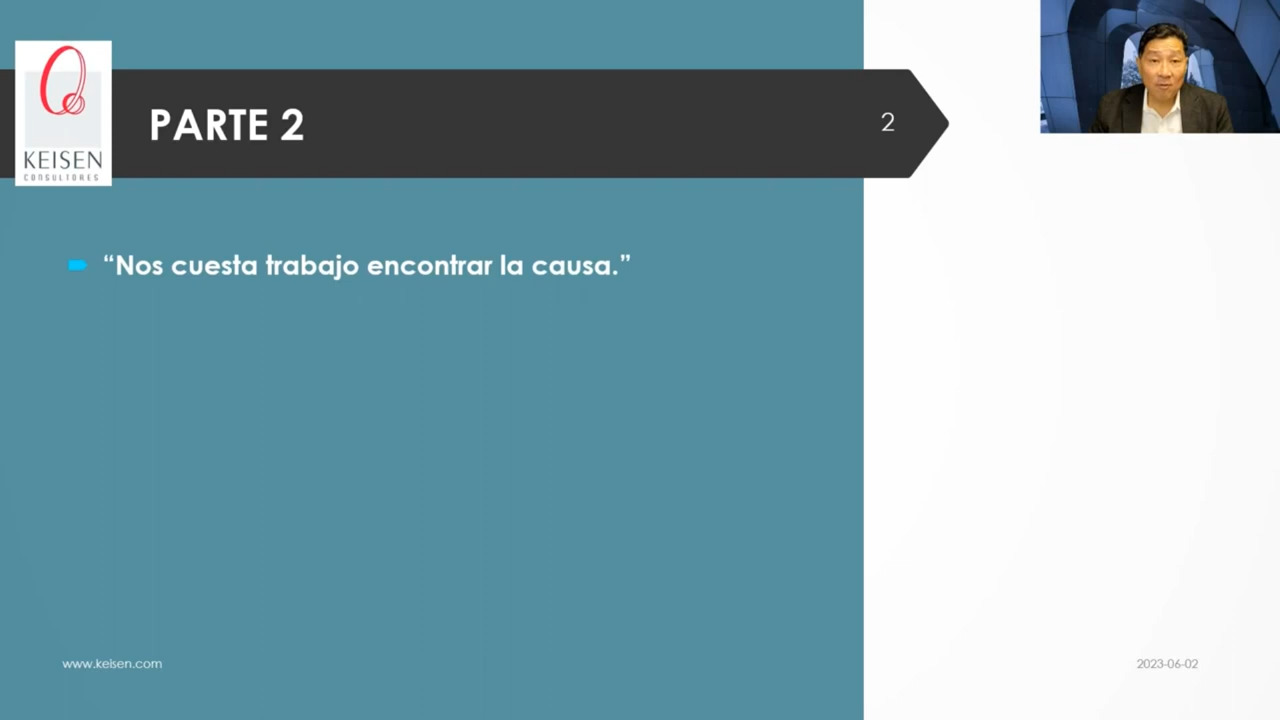 KEISEN
CONSULTORES
PARTE 2
2
“Nos cuesta trabajo encontrar la causa.”
www.keisen.com
2023-06-02